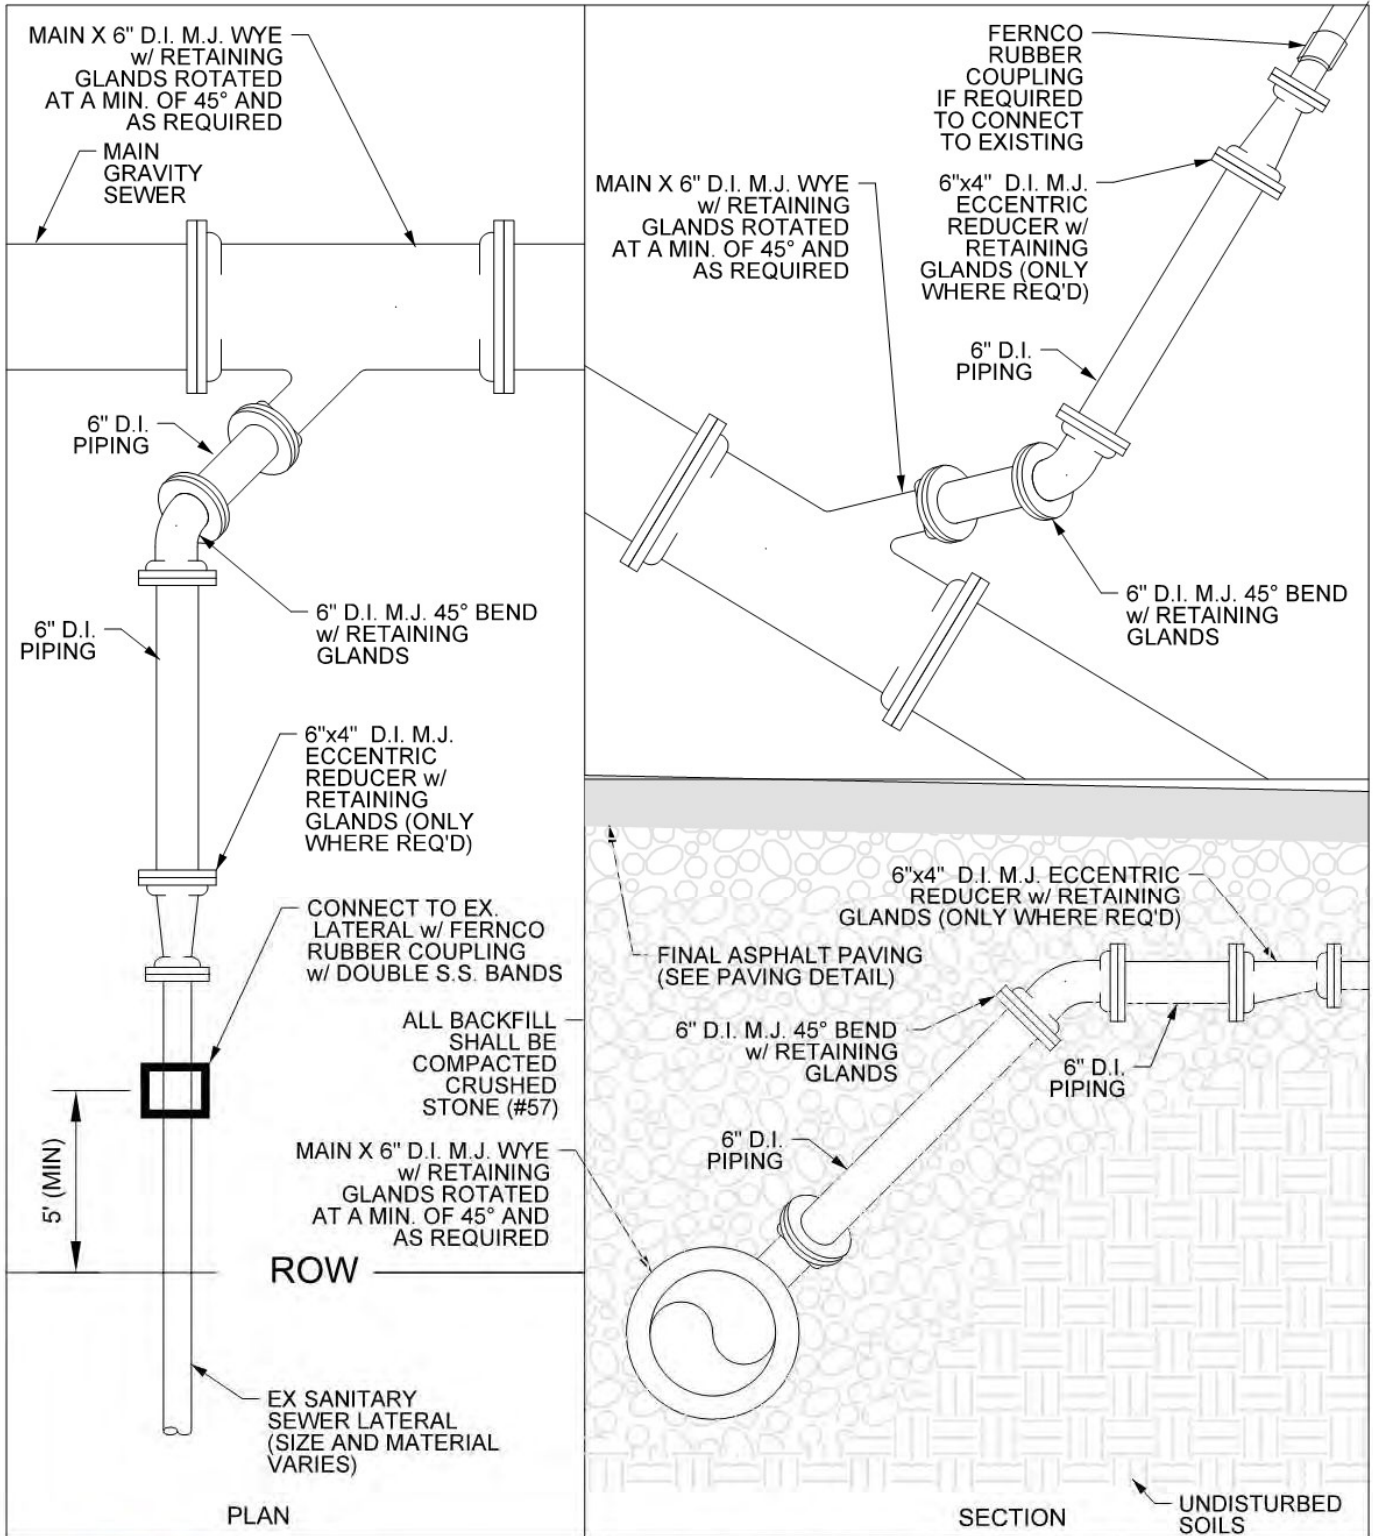 MAIN X 6" D.I. M.J. WYE
w/ RETAINING
GLANDS ROTATED
AT A MIN. OF 45° AND
AS REQUIRED
MAIN
GRAVITY
SEWER
6" D.I.
PIPING
6" D.I. M.J. 45° BEND
w/ RETAINING
GLANDS
6" D.I.
PIPING
6"x4" D.I. M.J.
ECCENTRIC
REDUCER w/
RETAINING
GLANDS (ONLY
WHERE REQ'D)
CONNECT TO EX.
LATERAL w/ FERNCO
RUBBER COUPLING
w/ DOUBLE S.S. BANDS
ALL BACKFILL
SHALL BE
COMPACTED
CRUSHED
STONE (#57)
5' (MIN)
MAIN X 6" D.I. M.J. WYE
w/ RETAINING
GLANDS ROTATED
AT A MIN. OF 45° AND
AS REQUIRED
ROW
EX SANITARY
SEWER LATERAL
(SIZE AND MATERIAL
VARIES)
PLAN
FERNCO
RUBBER
COUPLING
IF REQUIRED
TO CONNECT
TO EXISTING
MAIN X 6" D.I. M.J. WYE
w/ RETAINING
GLANDS ROTATED
AT A MIN. OF 45° AND
AS REQUIRED
6"x4" D.I. M.J.
ECCENTRIC
REDUCER w/
RETAINING
GLANDS (ONLY
WHERE REQ'D)
6" D.I.
PIPING
6" D.I. M.J. 45° BEND
w/ RETAINING
GLANDS
6"x4" D.I. M.J. ECCENTRIC
REDUCER w/ RETAINING
GLANDS (ONLY WHERE REQ'D)
FINAL ASPHALT PAVING
(SEE PAVING DETAIL)
6" D.I. M.J. 45° BEND
w/ RETAINING
GLANDS
6" D.I.
PIPING
6" D.I.
PIPING
SECTION
UNDISTURBED
SOILS